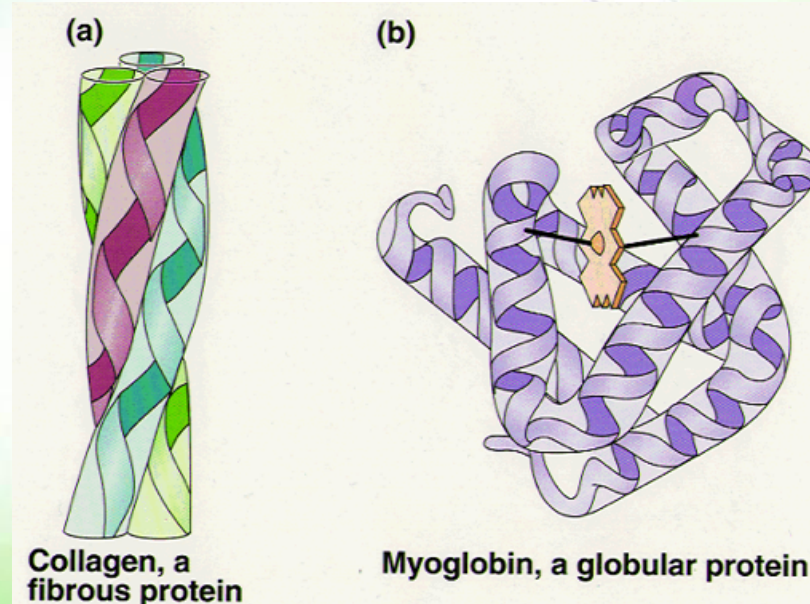 (a)
(b)
Collagen, a
fibrous protein
Myoglobin, a globular protein